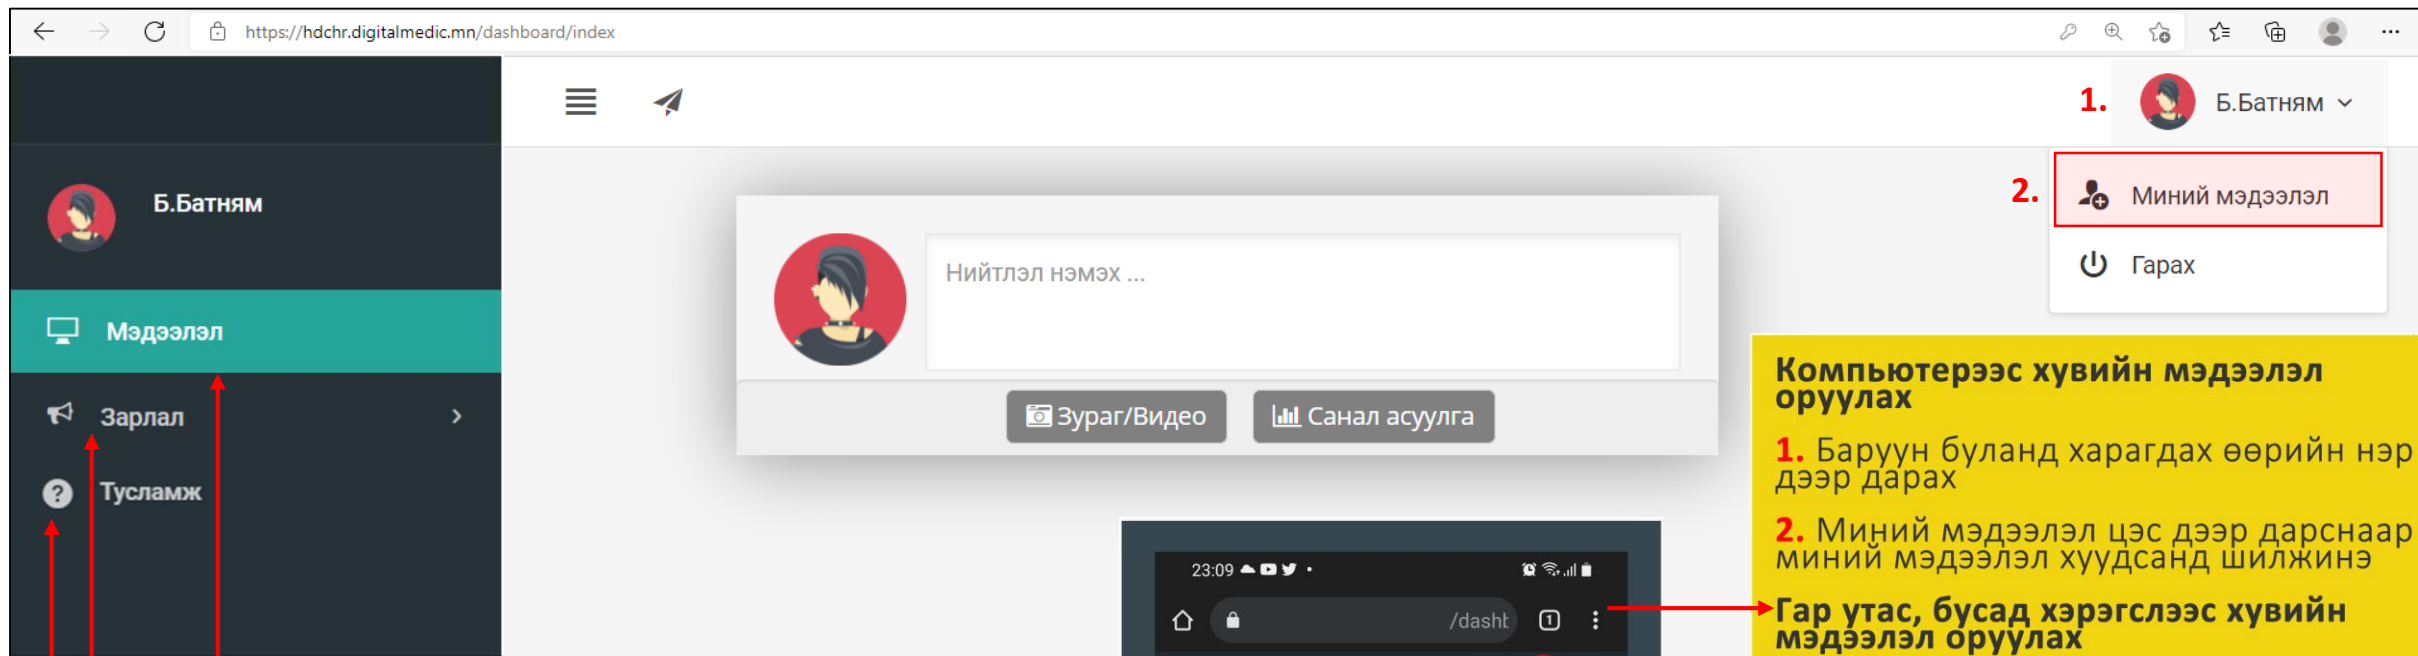 https://hdchr.digitalmedic.mn/dashboard/index
1.
Б.Батням
2.
Миний мэдээлэл
Гарах
Б.Батням
Мэдээлэл
Зарлал
Тусламж
Нийтлэл нэмэх ...
Зураг/Видео
Санал асуулга
Компьютерээс хувийн мэдээлэл
оруулах
1. Баруун буланд харагдах өөрийн нэр
дээр дарах
2. Миний мэдээлэл цэс дээр дарснаар
миний мэдээлэл хуудсанд шилжинэ
Гар утас, бусад хэрэгслээс хувийн
мэдээлэл оруулах
23:09
/dashb
1